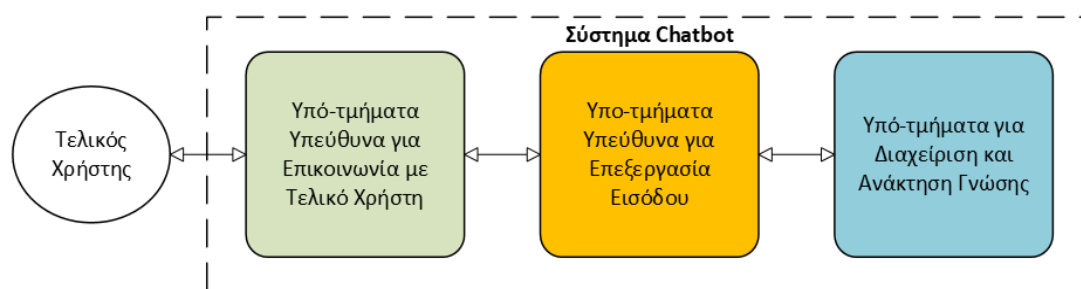 Σύστημα Chatbot
Τελικός
Χρήστης
Υπό-τμήματα
Υπεύθυνα για
Επικοινωνία με
Τελικό Χρήστη
Υπο-τμήματα
Υπεύθυνα για
Επεξεργασία
Εισόδου
Υπό-τμήματα για
Διαχείριση και
Ανάκτηση Γνώσης